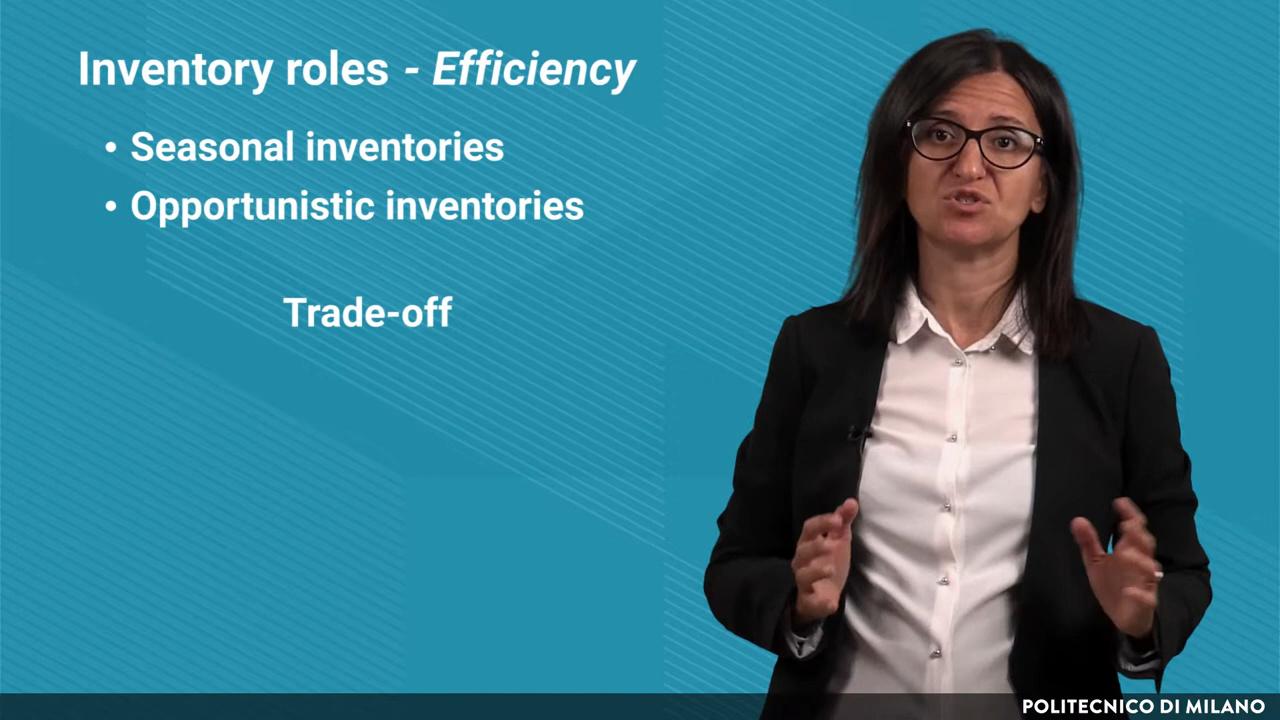 Inventory roles - Efficiency
• Seasonal inventories
• Opportunistic inventories
Trade-off
POLITECNICO DI MILANO